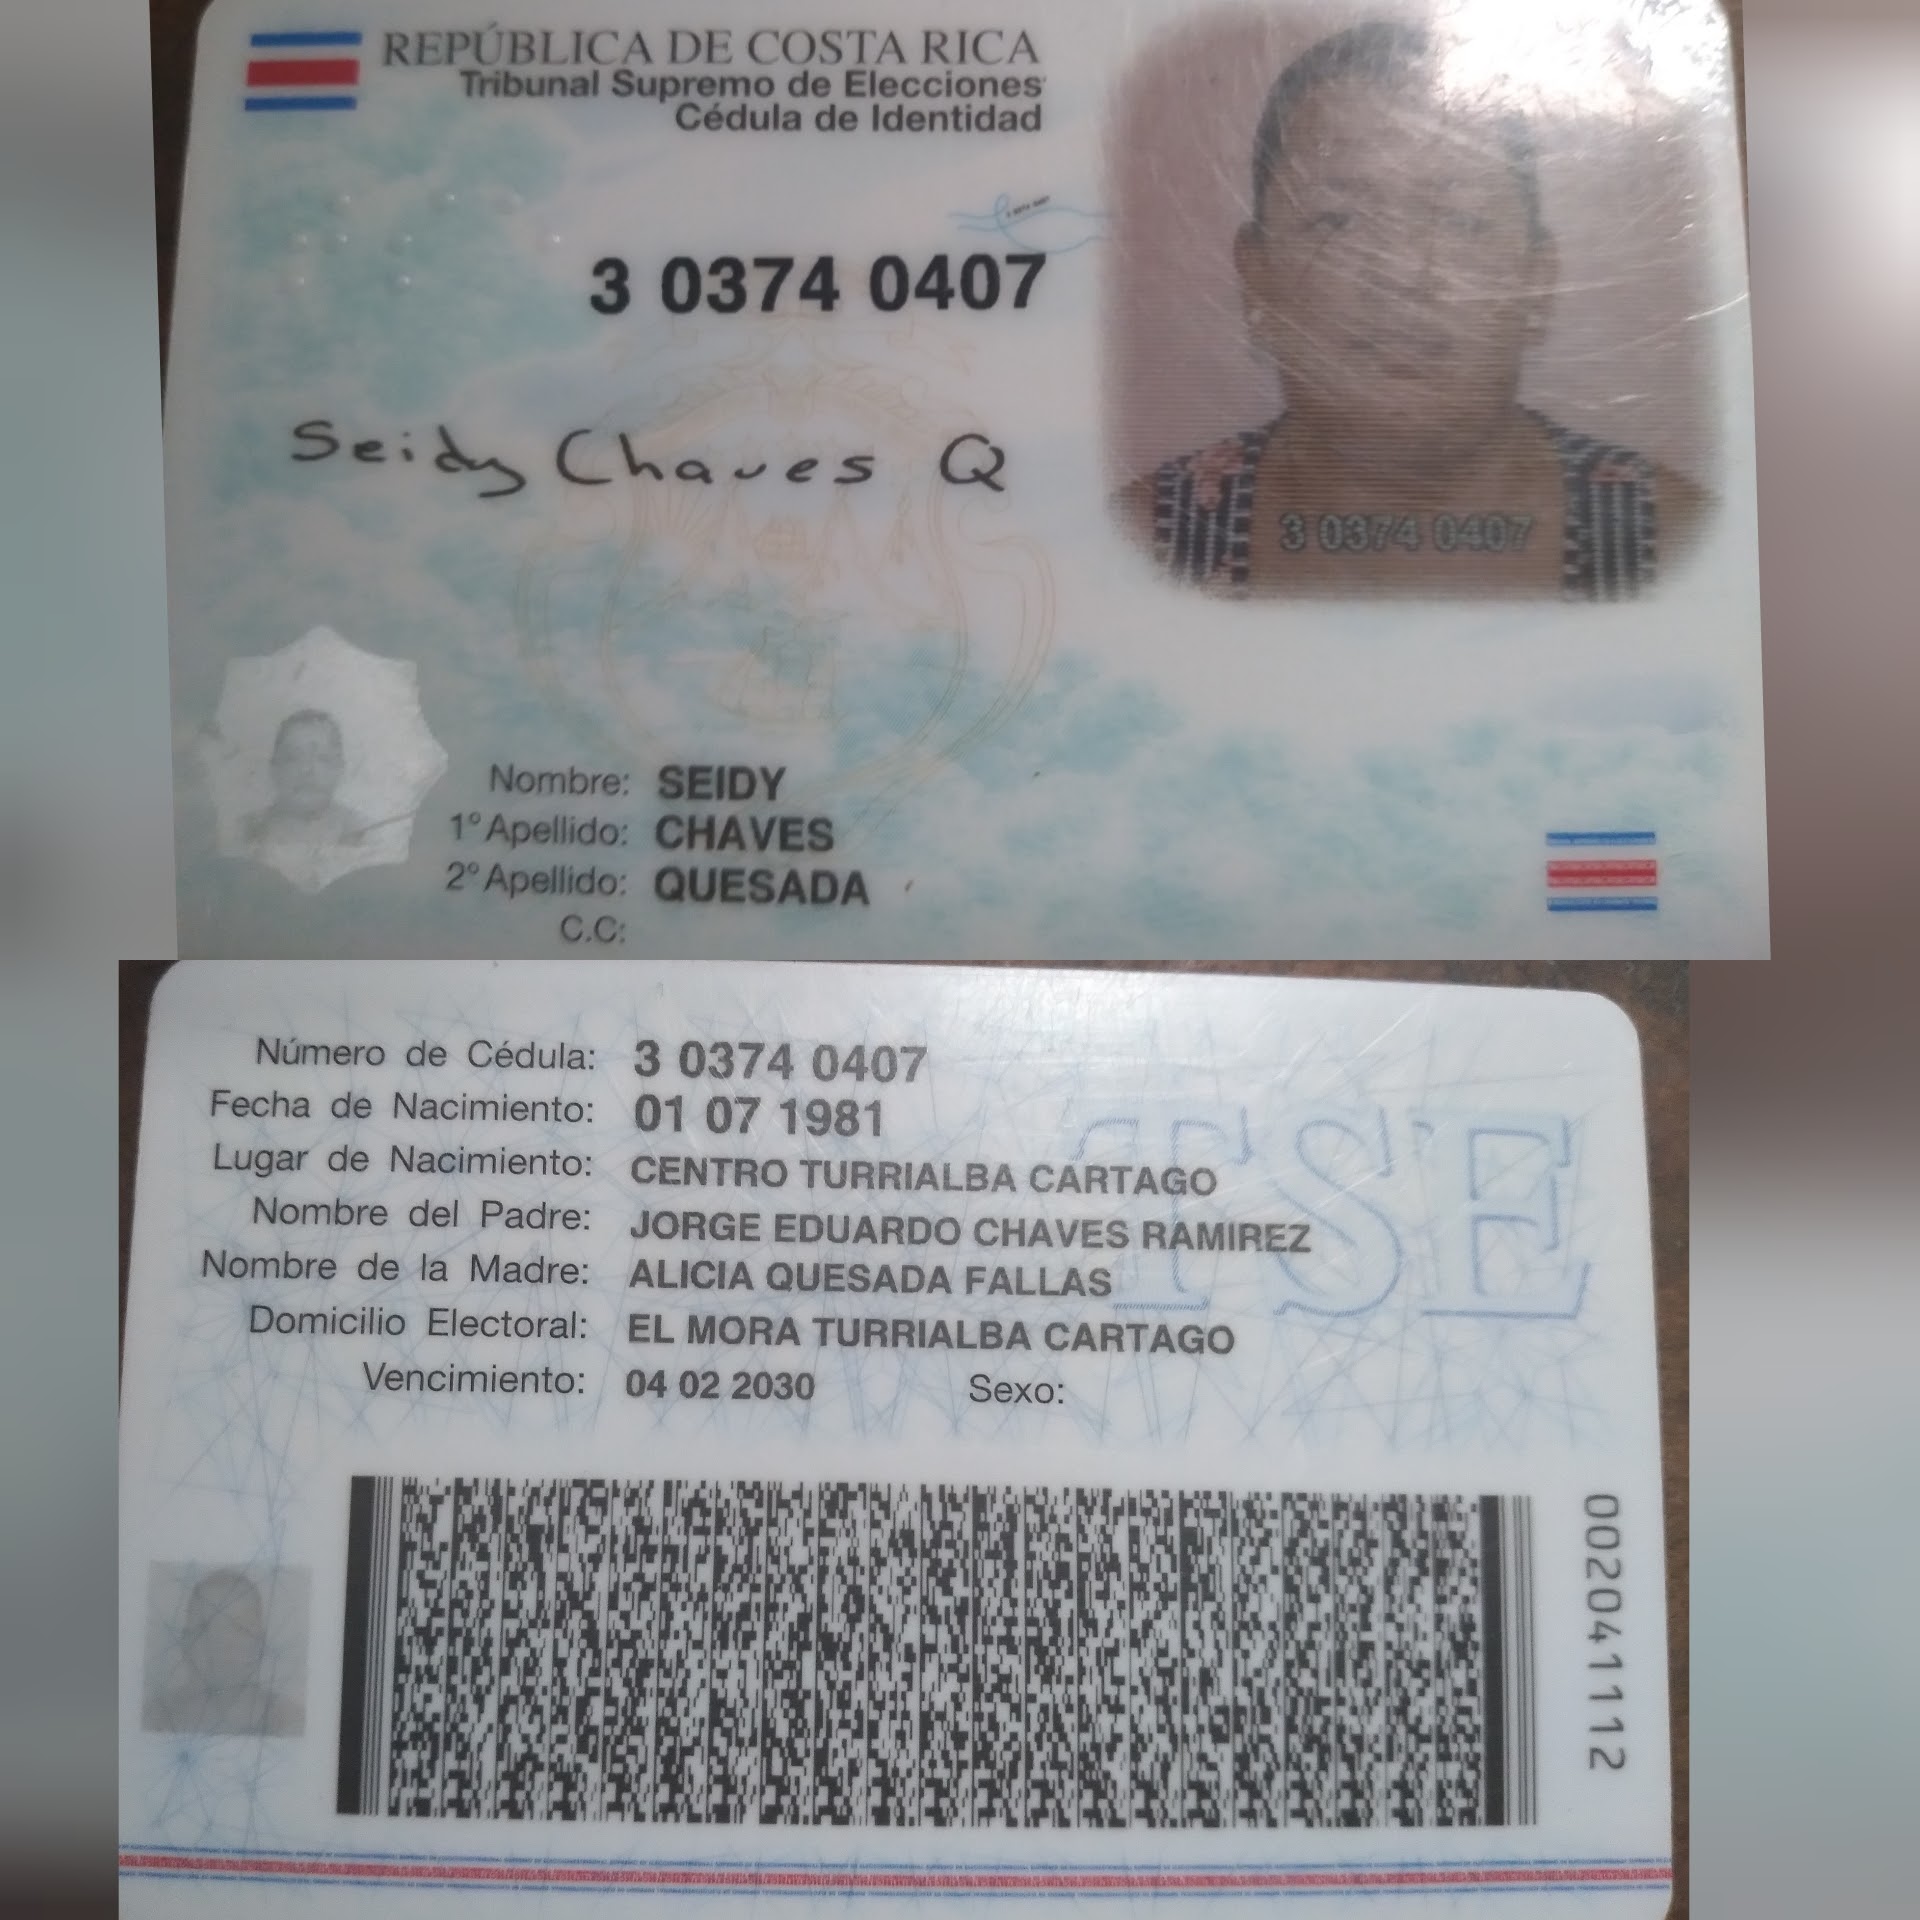 REPÚBLICA DE COSTA RICA
Tribunal Supremo de Elecciones
Cédula de Identidad
3 0374 0407
Seidy Chaves Q
3 0374 0407
Nombre: SEIDY
1° Apellido: CHAVES
2° Apellido: QUESADA
C.C:
Número de Cédula: 3 0374 0407
Fecha de Nacimiento: 01 07 1981
Lugar de Nacimiento: CENTRO TURRIALBA CARTAGO
Nombre del Padre: JORGE EDUARDO CHAVES RAMIREZ
Nombre de la Madre: ALICIA QUESADA FALLAS
Domicilio Electoral: EL MORA TURRIALBA CARTAGO
Vencimiento: 04 02 2030 Sexo:
TSE
002041112